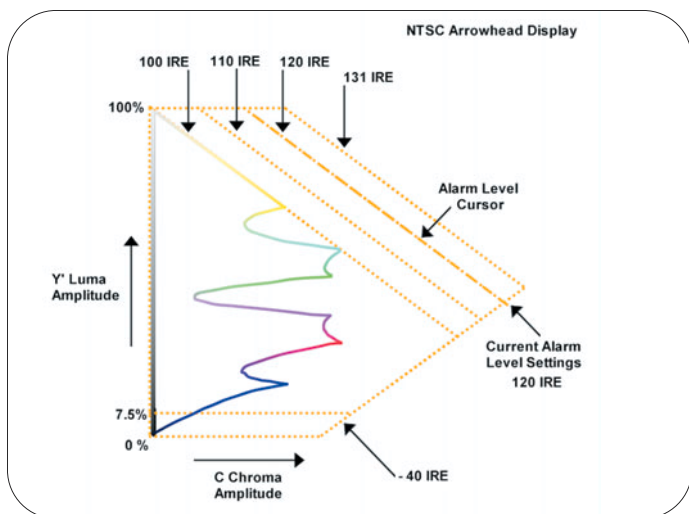 NTSC Arrowhead Display
100 IRE
110 IRE
120 IRE
131 IRE
100%
Alarm Level
Cursor
Y' Luma
Amplitude
Current Alarm
Level Settings
120 IRE
7.5%
0 %
C Chroma
Amplitude
- 40 IRE